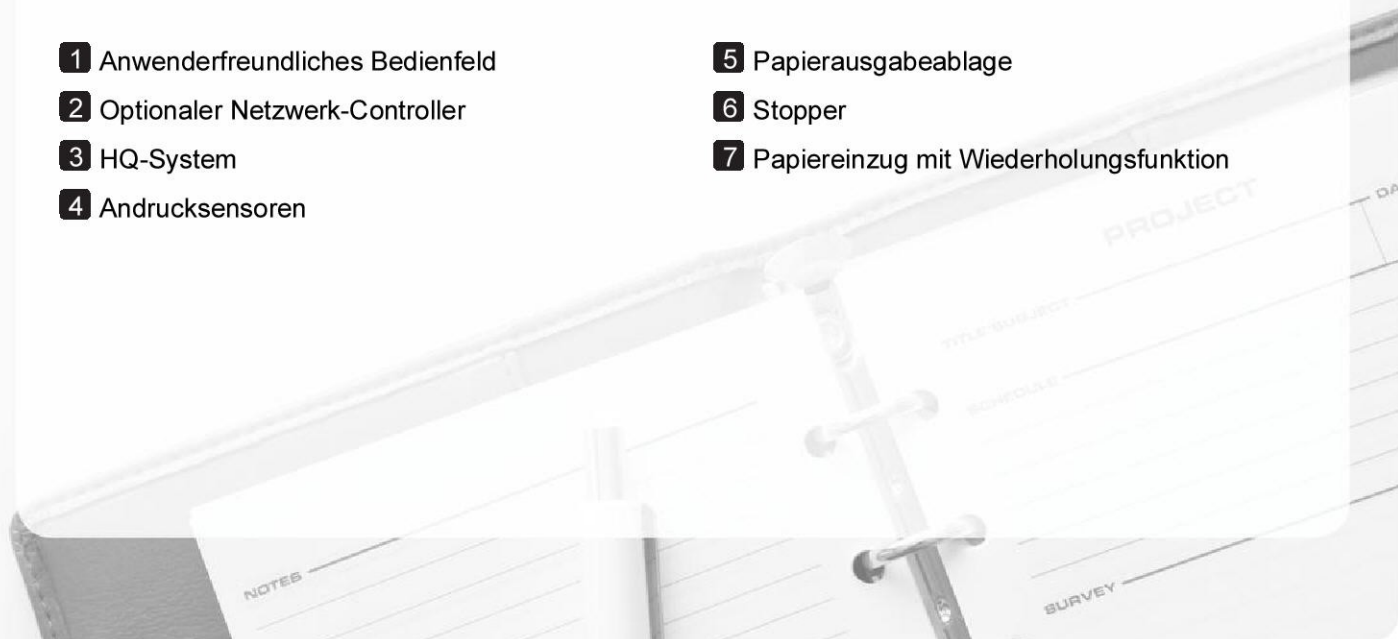 1 Anwenderfreundliches Bedienfeld
2 Optionaler Netzwerk-Controller
3 HQ-System
4 Andrucksensoren
5 Papierausgabeablage
6 Stopper
7 Papiereinzug mit Wiederholungsfunktion
PROJECT
DA
TITLE/SUBJECT
SCHEDULE
NOTES
SURVEY